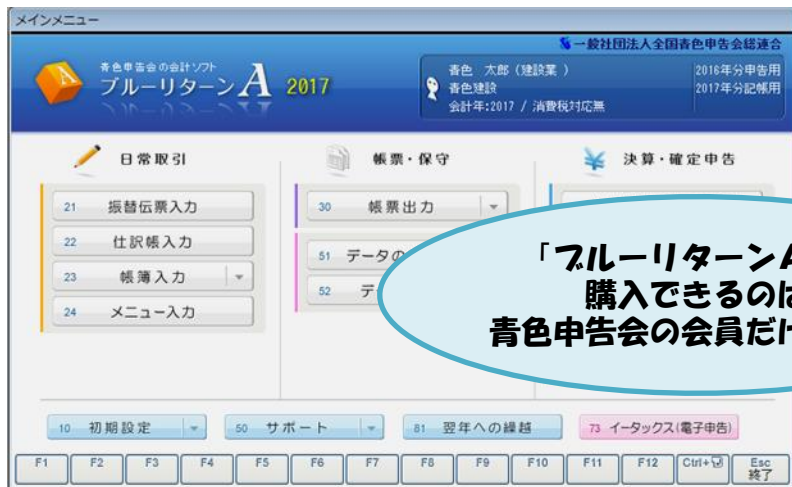 メインメニュー
一般社団法人全国青色申告会総連合
青色申告会の会計ソフト
ブルーリターンA 2017
青色 太郎（建設業 ）
2016年分申告用
青色建設
2017年分記帳用
会計年:2017 / 消費税対応無
日常取引
帳票・保守
決算・確定申告
21 振替伝票入力
30 帳票出力
22 仕訳帳入力
51 データの
23 帳簿入力
52 デ
24 メニュー入力
「ブルーリターンA
購入できるのは
青色申告会の会員だけ
10 初期設定
50 サポート
81 翌年への繰越
73 イータックス(電子申告)
F1 F2 F3 F4 F5 F6 F7 F8 F9 F10 F11 F12 Ctrl+ Esc
終了